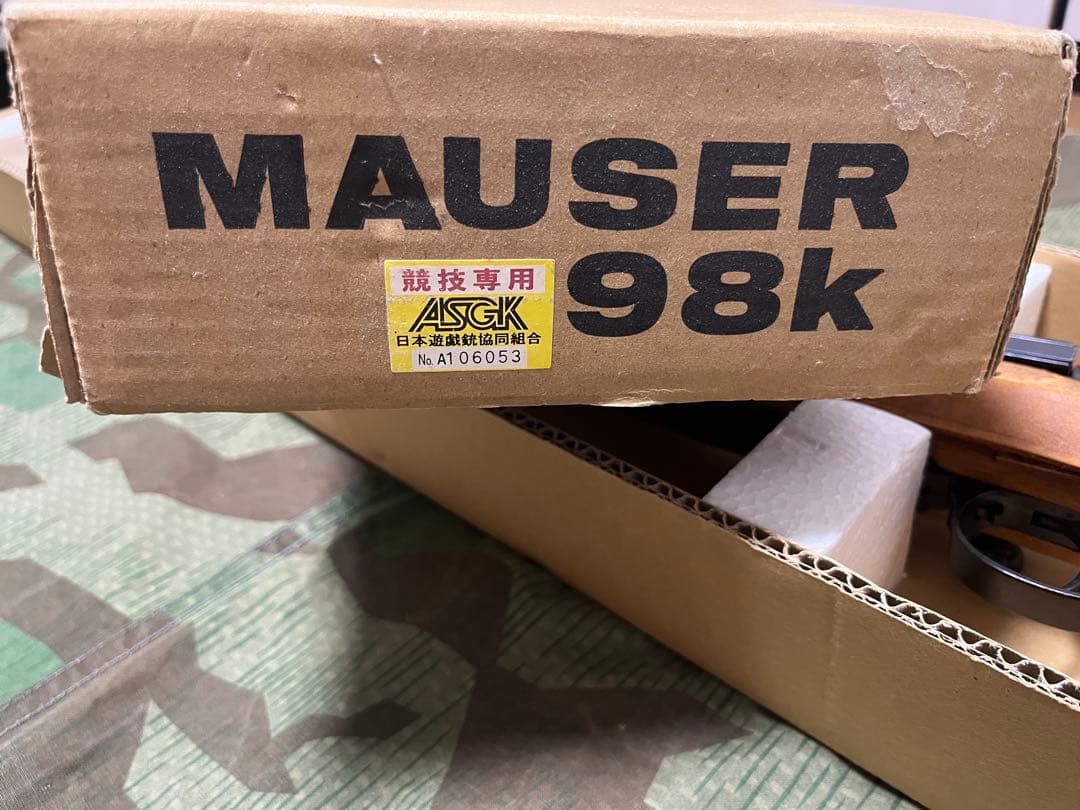 MAUSER
98k
競技専用
ASGK
日本遊戯銃協同組合
No. A106053